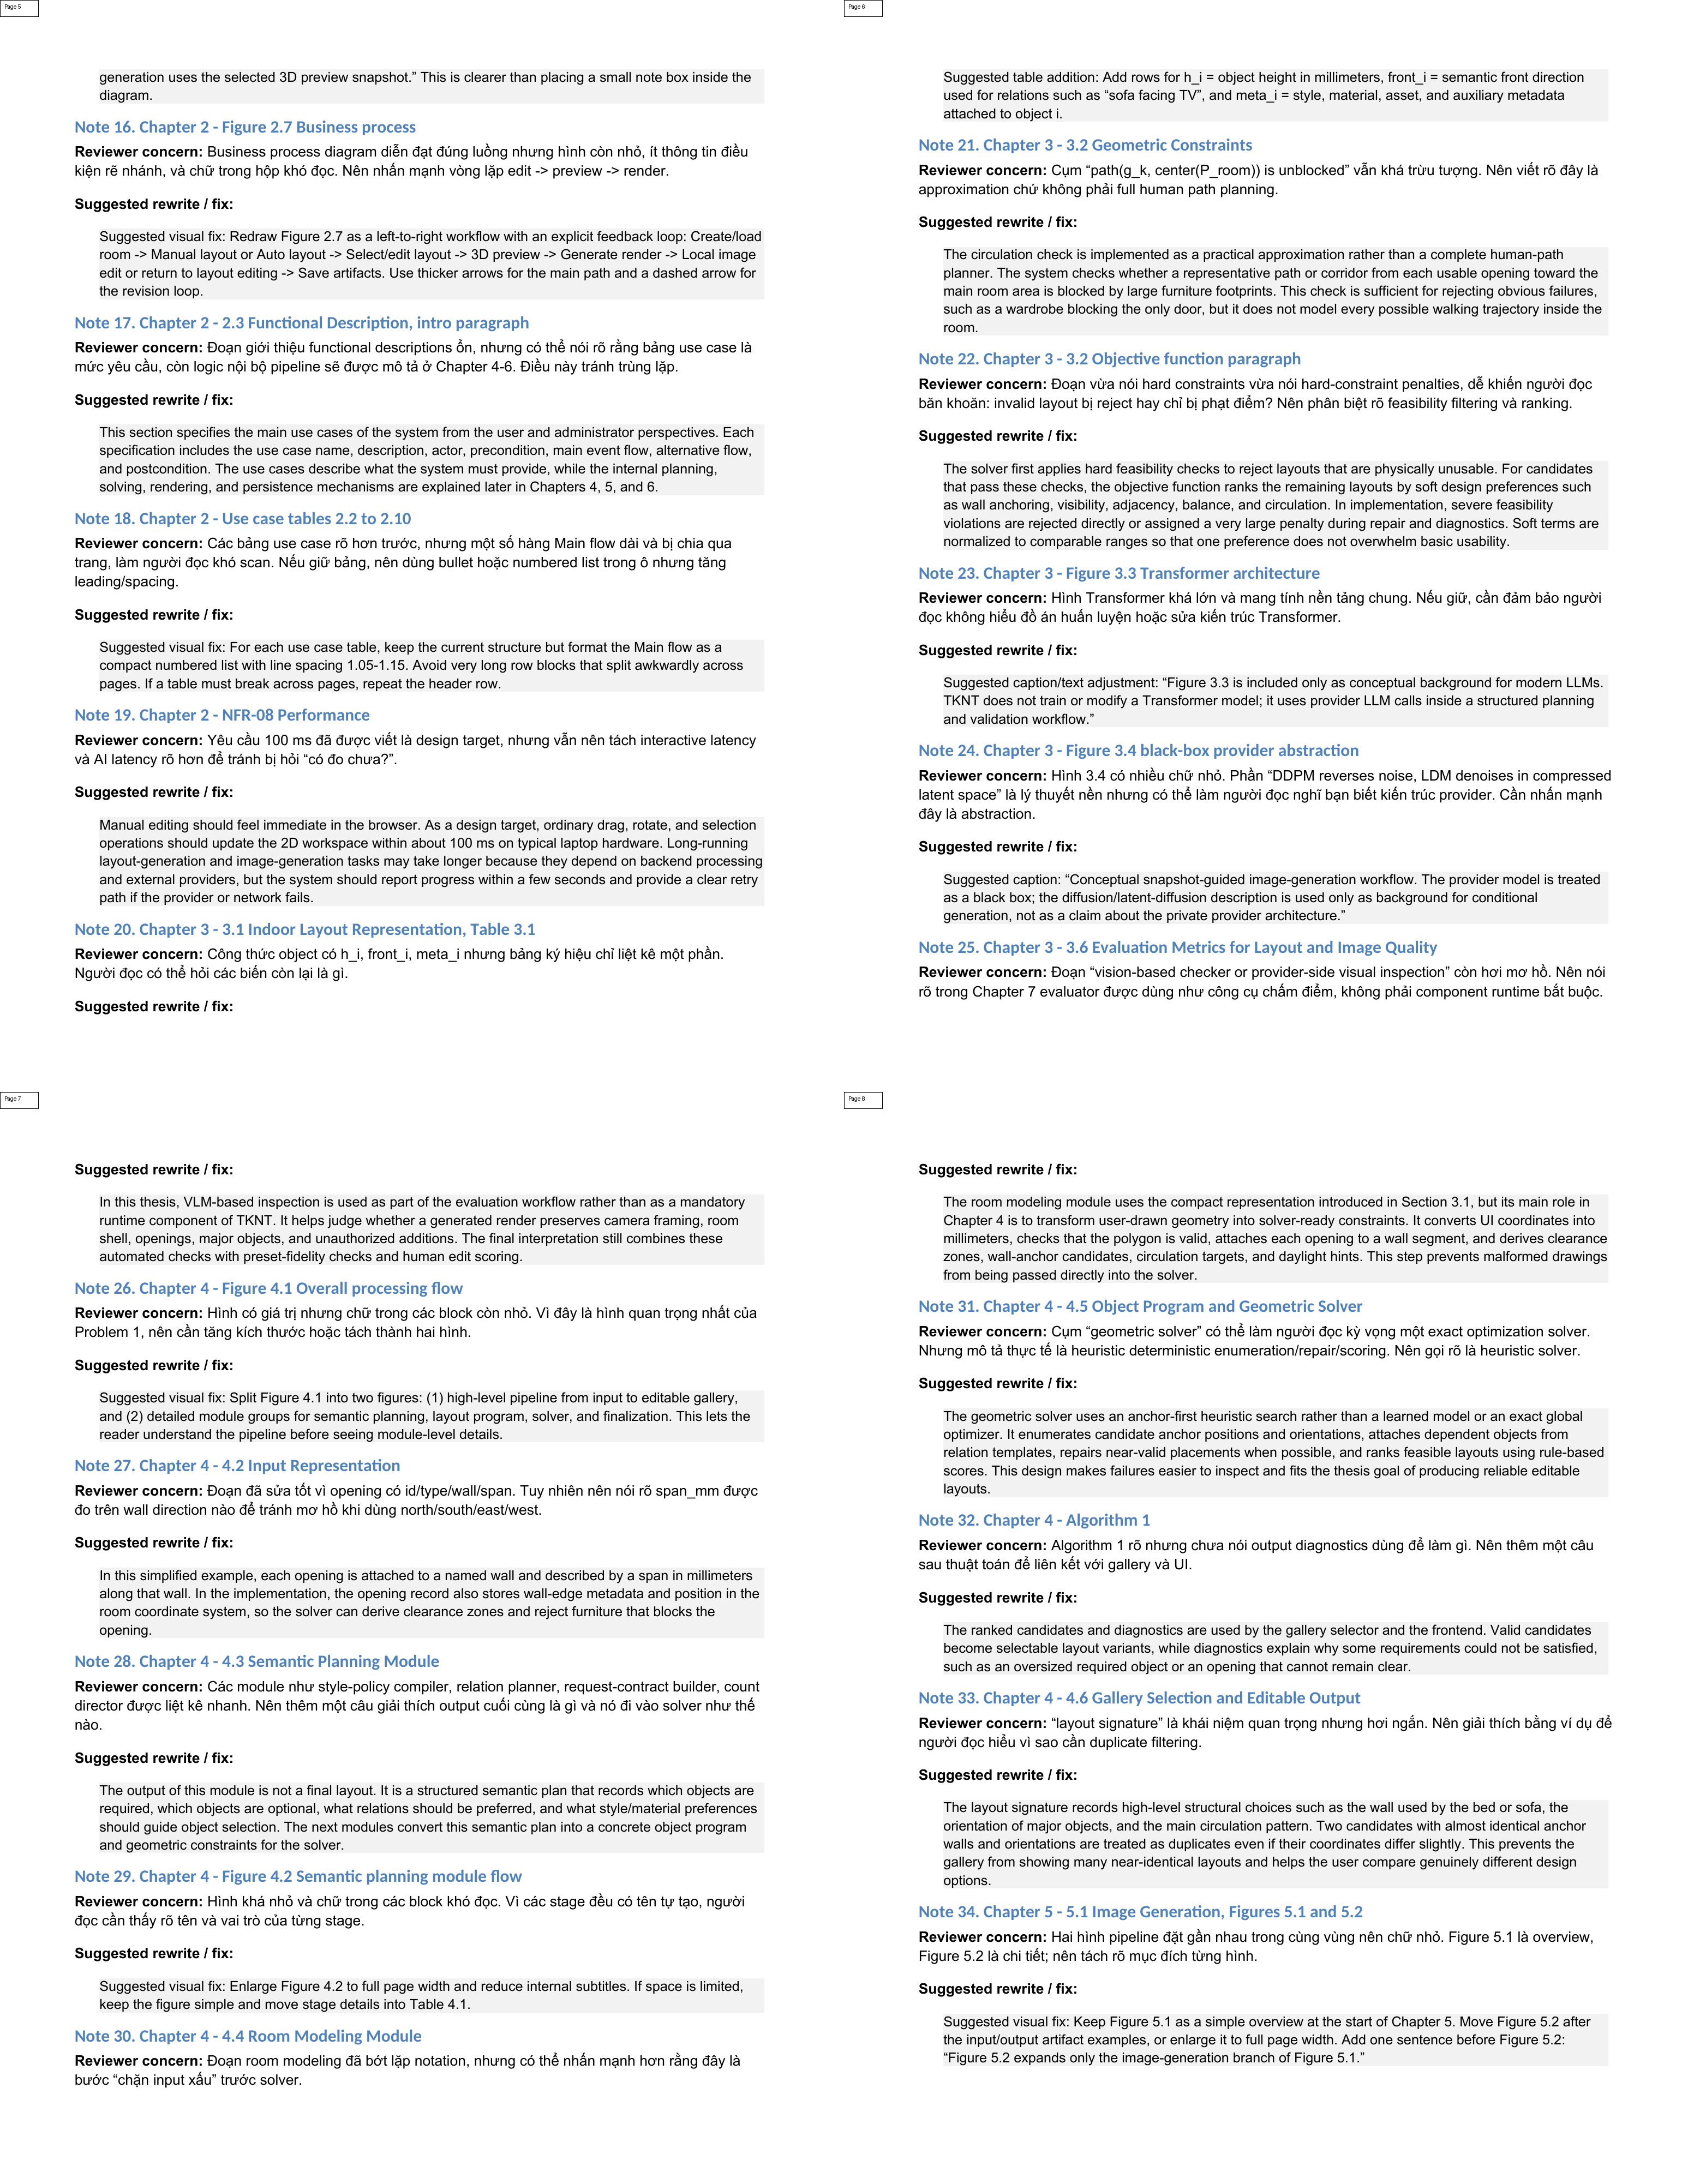 Page 5
generation uses the selected 3D preview snapshot.” This is clearer than placing a small note box inside the
diagram.
Note 16. Chapter 2 - Figure 2.7 Business process
Reviewer concern: Business process diagram diễn đạt đúng luồng nhưng hình còn nhỏ, ít thông tin điều
kiện rẽ nhánh, và chữ trong hộp khó đọc. Nên nhấn mạnh vòng lặp edit -> preview -> render.
Suggested rewrite / fix:
Suggested visual fix: Redraw Figure 2.7 as a left-to-right workflow with an explicit feedback loop: Create/load
room -> Manual layout or Auto layout -> Select/edit layout -> 3D preview -> Generate render -> Local image
edit or return to layout editing -> Save artifacts. Use thicker arrows for the main path and a dashed arrow for
the revision loop.
Note 17. Chapter 2 - 2.3 Functional Description, intro paragraph
Reviewer concern: Đoạn giới thiệu functional descriptions ổn, nhưng có thể nói rõ rằng bảng use case là
mức yêu cầu, còn logic nội bộ pipeline sẽ được mô tả ở Chapter 4-6. Điều này tránh trùng lặp.
Suggested rewrite / fix:
This section specifies the main use cases of the system from the user and administrator perspectives. Each
specification includes the use case name, description, actor, precondition, main event flow, alternative flow,
and postcondition. The use cases describe what the system must provide, while the internal planning,
solving, rendering, and persistence mechanisms are explained later in Chapters 4, 5, and 6.
Note 18. Chapter 2 - Use case tables 2.2 to 2.10
Reviewer concern: Các bảng use case rõ hơn trước, nhưng một số hàng Main flow dài và bị chia qua
trang, làm người đọc khó scan. Nếu giữ bảng, nên dùng bullet hoặc numbered list trong ô nhưng tăng
leading/spacing.
Suggested rewrite / fix:
Suggested visual fix: For each use case table, keep the current structure but format the Main flow as a
compact numbered list with line spacing 1.05-1.15. Avoid very long row blocks that split awkwardly across
pages. If a table must break across pages, repeat the header row.
Note 19. Chapter 2 - NFR-08 Performance
Reviewer concern: Yêu cầu 100 ms đã được viết là design target, nhưng vẫn nên tách interactive latency
và AI latency rõ hơn để tránh bị hỏi “có đo chưa?”.
Suggested rewrite / fix:
Manual editing should feel immediate in the browser. As a design target, ordinary drag, rotate, and selection
operations should update the 2D workspace within about 100 ms on typical laptop hardware. Long-running
layout-generation and image-generation tasks may take longer because they depend on backend processing
and external providers, but the system should report progress within a few seconds and provide a clear retry
path if the provider or network fails.
Note 20. Chapter 3 - 3.1 Indoor Layout Representation, Table 3.1
Reviewer concern: Công thức object có h_i, front_i, meta_i nhưng bảng ký hiệu chỉ liệt kê một phần.
Người đọc có thể hỏi các biến còn lại là gì.
Suggested rewrite / fix:
Page 6
Suggested table addition: Add rows for h_i = object height in millimeters, front_i = semantic front direction
used for relations such as “sofa facing TV”, and meta_i = style, material, asset, and auxiliary metadata
attached to object i.
Note 21. Chapter 3 - 3.2 Geometric Constraints
Reviewer concern: Cụm “path(g_k, center(P_room)) is unblocked” vẫn khá trừu tượng. Nên viết rõ đây là
approximation chứ không phải full human path planning.
Suggested rewrite / fix:
The circulation check is implemented as a practical approximation rather than a complete human-path
planner. The system checks whether a representative path or corridor from each usable opening toward the
main room area is blocked by large furniture footprints. This check is sufficient for rejecting obvious failures,
such as a wardrobe blocking the only door, but it does not model every possible walking trajectory inside the
room.
Note 22. Chapter 3 - 3.2 Objective function paragraph
Reviewer concern: Đoạn vừa nói hard constraints vừa nói hard-constraint penalties, dễ khiến người đọc
băn khoăn: invalid layout bị reject hay chỉ bị phạt điểm? Nên phân biệt rõ feasibility filtering và ranking.
Suggested rewrite / fix:
The solver first applies hard feasibility checks to reject layouts that are physically unusable. For candidates
that pass these checks, the objective function ranks the remaining layouts by soft design preferences such
as wall anchoring, visibility, adjacency, balance, and circulation. In implementation, severe feasibility
violations are rejected directly or assigned a very large penalty during repair and diagnostics. Soft terms are
normalized to comparable ranges so that one preference does not overwhelm basic usability.
Note 23. Chapter 3 - Figure 3.3 Transformer architecture
Reviewer concern: Hình Transformer khá lớn và mang tính nền tảng chung. Nếu giữ, cần đảm bảo người
đọc không hiểu đồ án huấn luyện hoặc sửa kiến trúc Transformer.
Suggested rewrite / fix:
Suggested caption/text adjustment: “Figure 3.3 is included only as conceptual background for modern LLMs.
TKNT does not train or modify a Transformer model; it uses provider LLM calls inside a structured planning
and validation workflow.”
Note 24. Chapter 3 - Figure 3.4 black-box provider abstraction
Reviewer concern: Hình 3.4 có nhiều chữ nhỏ. Phần “DDPM reverses noise, LDM denoises in compressed
latent space” là lý thuyết nền nhưng có thể làm người đọc nghĩ bạn biết kiến trúc provider. Cần nhấn mạnh
đây là abstraction.
Suggested rewrite / fix:
Suggested caption: “Conceptual snapshot-guided image-generation workflow. The provider model is treated
as a black box; the diffusion/latent-diffusion description is used only as background for conditional
generation, not as a claim about the private provider architecture.”
Note 25. Chapter 3 - 3.6 Evaluation Metrics for Layout and Image Quality
Reviewer concern: Đoạn “vision-based checker or provider-side visual inspection” còn hơi mơ hồ. Nên nói
rõ trong Chapter 7 evaluator được dùng như công cụ chấm điểm, không phải component runtime bắt buộc.
Page 7
Suggested rewrite / fix:
In this thesis, VLM-based inspection is used as part of the evaluation workflow rather than as a mandatory
runtime component of TKNT. It helps judge whether a generated render preserves camera framing, room
shell, openings, major objects, and unauthorized additions. The final interpretation still combines these
automated checks with preset-fidelity checks and human edit scoring.
Note 26. Chapter 4 - Figure 4.1 Overall processing flow
Reviewer concern: Hình có giá trị nhưng chữ trong các block còn nhỏ. Vì đây là hình quan trọng nhất của
Problem 1, nên cần tăng kích thước hoặc tách thành hai hình.
Suggested rewrite / fix:
Suggested visual fix: Split Figure 4.1 into two figures: (1) high-level pipeline from input to editable gallery,
and (2) detailed module groups for semantic planning, layout program, solver, and finalization. This lets the
reader understand the pipeline before seeing module-level details.
Note 27. Chapter 4 - 4.2 Input Representation
Reviewer concern: Đoạn đã sửa tốt vì opening có id/type/wall/span. Tuy nhiên nên nói rõ span_mm được
đo trên wall direction nào để tránh mơ hồ khi dùng north/south/east/west.
Suggested rewrite / fix:
In this simplified example, each opening is attached to a named wall and described by a span in millimeters
along that wall. In the implementation, the opening record also stores wall-edge metadata and position in the
room coordinate system, so the solver can derive clearance zones and reject furniture that blocks the
opening.
Note 28. Chapter 4 - 4.3 Semantic Planning Module
Reviewer concern: Các module như style-policy compiler, relation planner, request-contract builder, count
director được liệt kê nhanh. Nên thêm một câu giải thích output cuối cùng là gì và nó đi vào solver như thế
nào.
Suggested rewrite / fix:
The output of this module is not a final layout. It is a structured semantic plan that records which objects are
required, which objects are optional, what relations should be preferred, and what style/material preferences
should guide object selection. The next modules convert this semantic plan into a concrete object program
and geometric constraints for the solver.
Note 29. Chapter 4 - Figure 4.2 Semantic planning module flow
Reviewer concern: Hình khá nhỏ và chữ trong các block khó đọc. Vì các stage đều có tên tự tạo, người
đọc cần thấy rõ tên và vai trò của từng stage.
Suggested rewrite / fix:
Suggested visual fix: Enlarge Figure 4.2 to full page width and reduce internal subtitles. If space is limited,
keep the figure simple and move stage details into Table 4.1.
Note 30. Chapter 4 - 4.4 Room Modeling Module
Reviewer concern: Đoạn room modeling đã bớt lặp notation, nhưng có thể nhấn mạnh hơn rằng đây là
bước “chặn input xấu” trước solver.
Page 8
Suggested rewrite / fix:
The room modeling module uses the compact representation introduced in Section 3.1, but its main role in
Chapter 4 is to transform user-drawn geometry into solver-ready constraints. It converts UI coordinates into
millimeters, checks that the polygon is valid, attaches each opening to a wall segment, and derives clearance
zones, wall-anchor candidates, circulation targets, and daylight hints. This step prevents malformed drawings
from being passed directly into the solver.
Note 31. Chapter 4 - 4.5 Object Program and Geometric Solver
Reviewer concern: Cụm “geometric solver” có thể làm người đọc kỳ vọng một exact optimization solver.
Nhưng mô tả thực tế là heuristic deterministic enumeration/repair/scoring. Nên gọi rõ là heuristic solver.
Suggested rewrite / fix:
The geometric solver uses an anchor-first heuristic search rather than a learned model or an exact global
optimizer. It enumerates candidate anchor positions and orientations, attaches dependent objects from
relation templates, repairs near-valid placements when possible, and ranks feasible layouts using rule-based
scores. This design makes failures easier to inspect and fits the thesis goal of producing reliable editable
layouts.
Note 32. Chapter 4 - Algorithm 1
Reviewer concern: Algorithm 1 rõ nhưng chưa nói output diagnostics dùng để làm gì. Nên thêm một câu
sau thuật toán để liên kết với gallery và UI.
Suggested rewrite / fix:
The ranked candidates and diagnostics are used by the gallery selector and the frontend. Valid candidates
become selectable layout variants, while diagnostics explain why some requirements could not be satisfied,
such as an oversized required object or an opening that cannot remain clear.
Note 33. Chapter 4 - 4.6 Gallery Selection and Editable Output
Reviewer concern: “layout signature” là khái niệm quan trọng nhưng hơi ngắn. Nên giải thích bằng ví dụ để
người đọc hiểu vì sao cần duplicate filtering.
Suggested rewrite / fix:
The layout signature records high-level structural choices such as the wall used by the bed or sofa, the
orientation of major objects, and the main circulation pattern. Two candidates with almost identical anchor
walls and orientations are treated as duplicates even if their coordinates differ slightly. This prevents the
gallery from showing many near-identical layouts and helps the user compare genuinely different design
options.
Note 34. Chapter 5 - 5.1 Image Generation, Figures 5.1 and 5.2
Reviewer concern: Hai hình pipeline đặt gần nhau trong cùng vùng nên chữ nhỏ. Figure 5.1 là overview,
Figure 5.2 là chi tiết; nên tách rõ mục đích từng hình.
Suggested rewrite / fix:
Suggested visual fix: Keep Figure 5.1 as a simple overview at the start of Chapter 5. Move Figure 5.2 after
the input/output artifact examples, or enlarge it to full page width. Add one sentence before Figure 5.2:
“Figure 5.2 expands only the image-generation branch of Figure 5.1.”